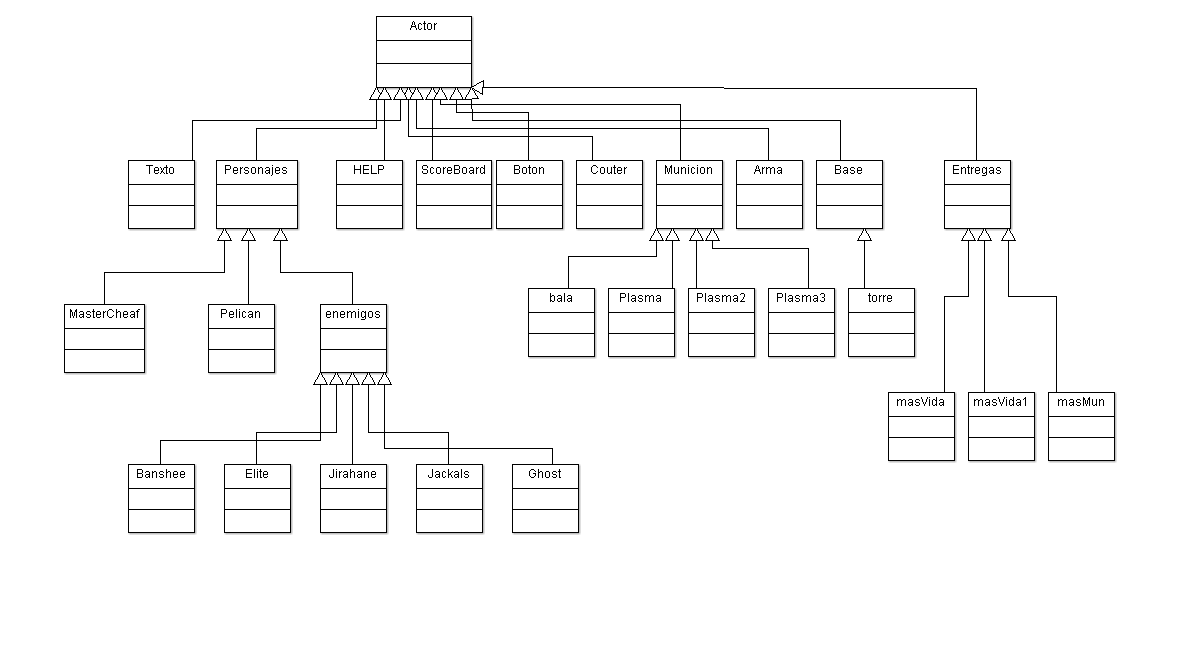 Actor
Texto
Personajes
HELP
ScoreBoard
Boton
Couter
Municion
Arma
Base
Entregas
MasterCheaf
Pelican
enemigos
bala
Plasma
Plasma2
Plasma3
torre
masVida
masVida1
masMun
Banshee
Elite
Jirahane
Jackals
Ghost